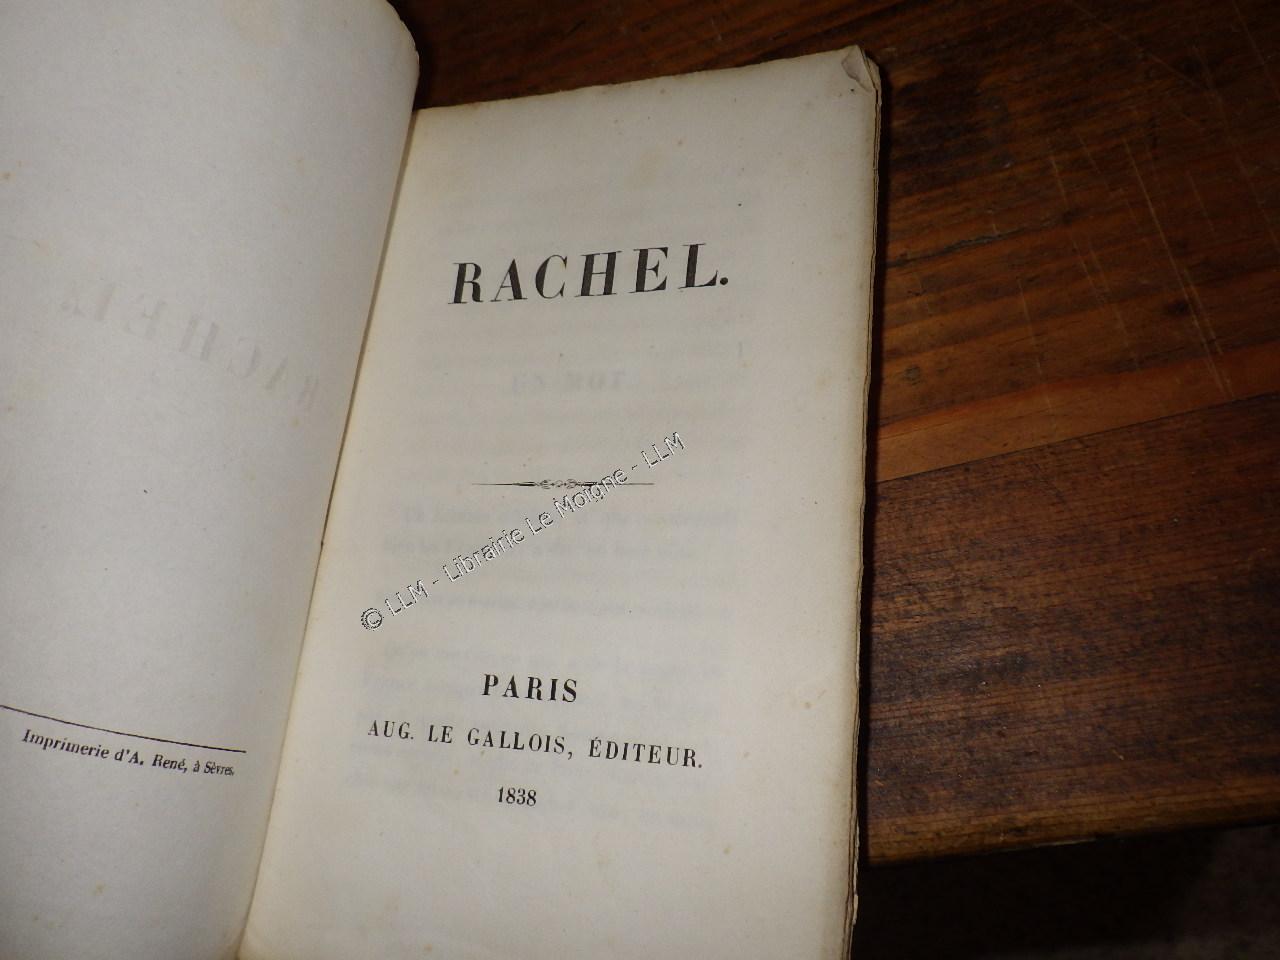 Imprimerie d'A. René, à Sèvres.
RACHEL.
© LLM - Librairie Le Moigne - LLM
PARIS
AUG. LE GALLOIS, ÉDITEUR.
1838